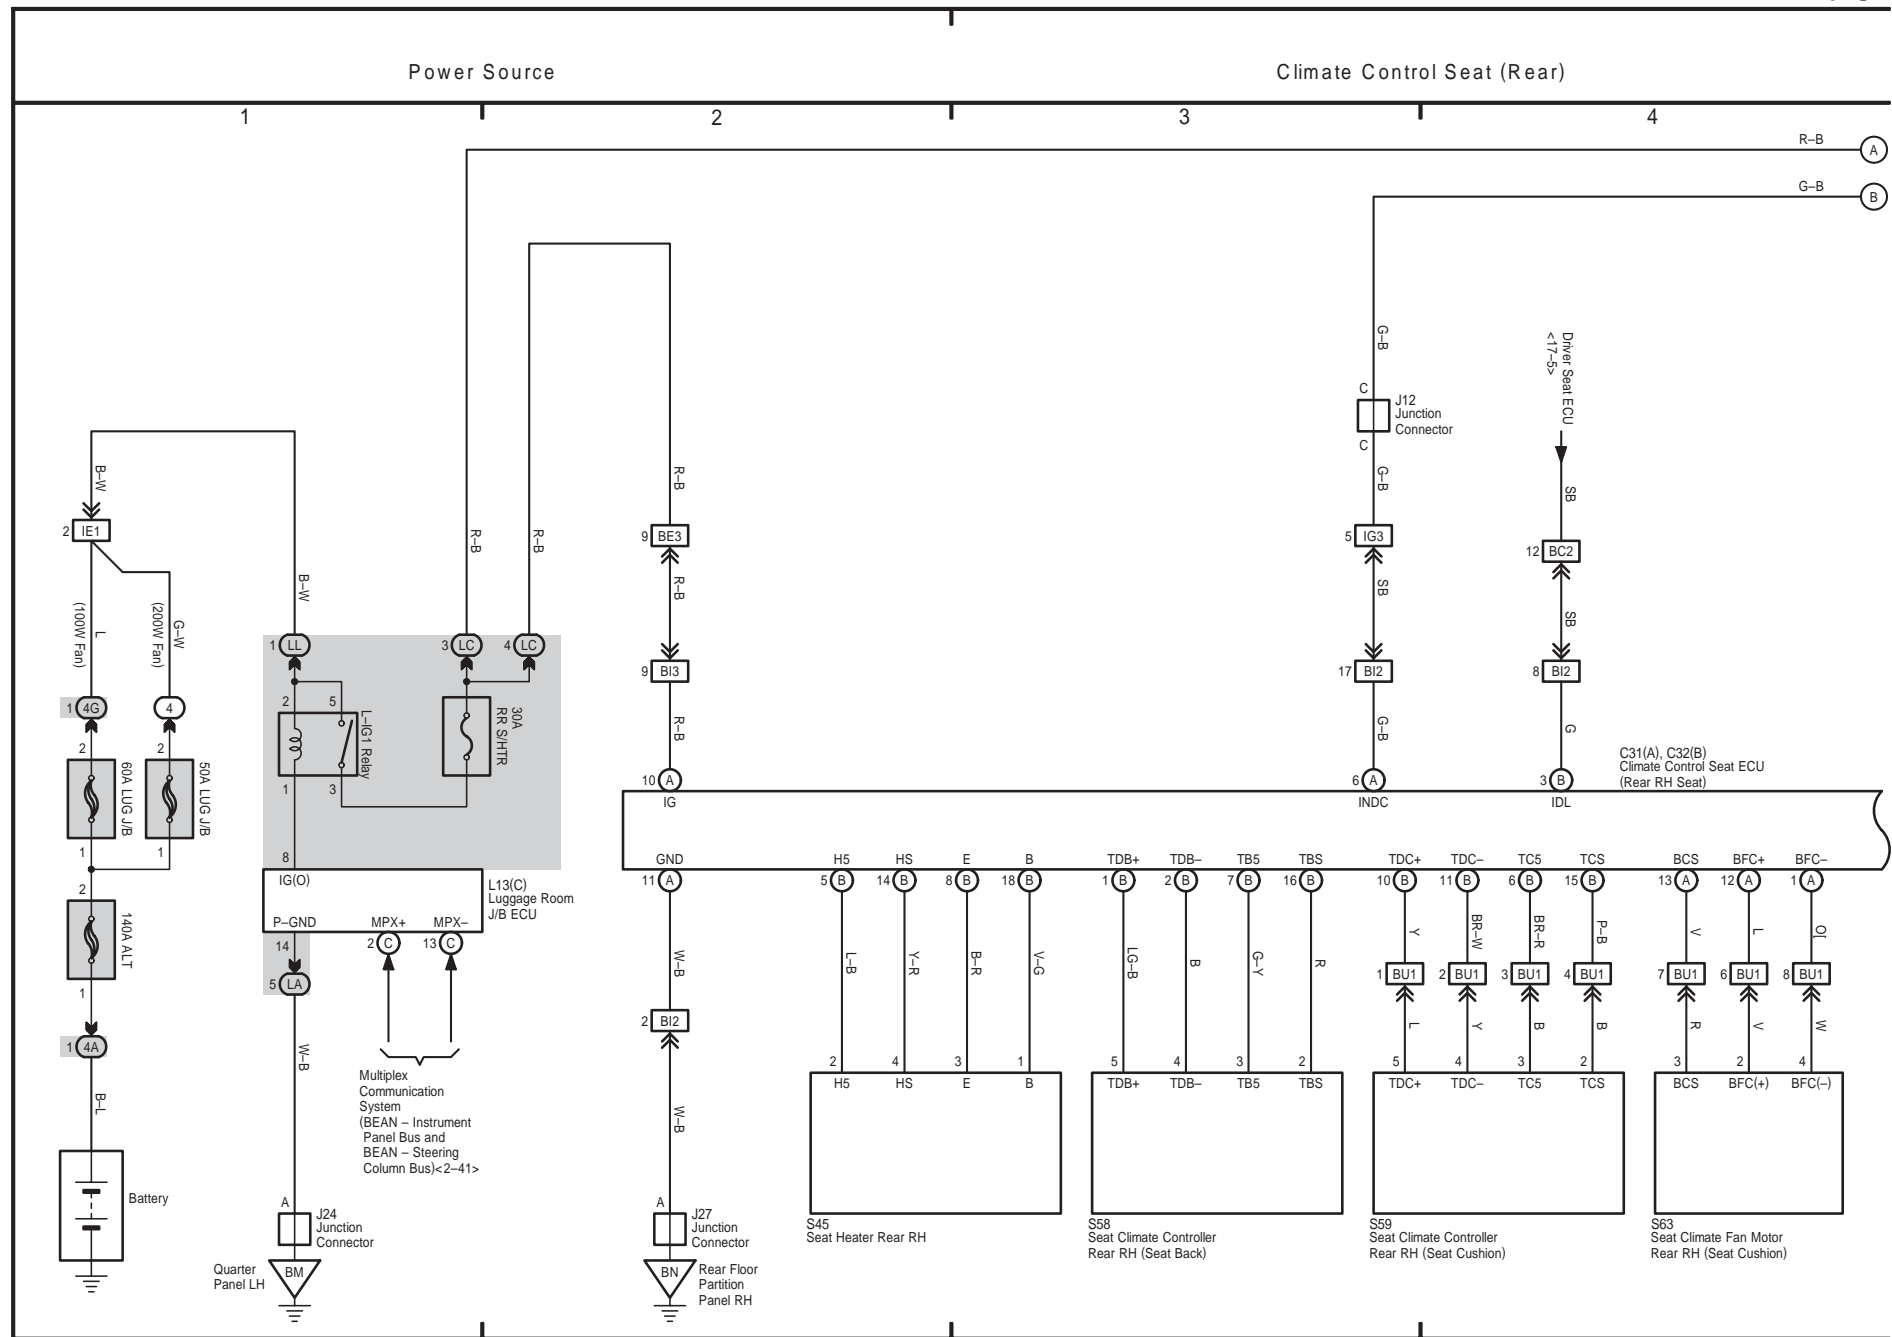 Power Source
Climate Control Seat (Rear)
1
2
3
4
R–B
A
G–B
B
G–B
Driver Seat ECU
<17–5>
C
J12
Junction
Connector
C
G–B
SB
B–W
2 IE1
R–B
R–B
R–B
9 BE3
5 IG3
12 BC2
L
(100W Fan)
G–W
(200W Fan)
B–W
R–B
SB
SB
1 LL
3 LC
4 LC
9 BI3
17 BI2
8 BI2
1 4G
4
2
5
L–IG1 Relay
30A
RR S/HTR
R–B
G–B
G
2
2
60A LUG J/B
50A LUG J/B
1
3
C31(A), C32(B)
Climate Control Seat ECU
(Rear RH Seat)
10 A
6 A
3 B
IG
INDC
IDL
1
1
8
GND
H5
HS
E
B
TDB+
TDB–
TB5
TBS
TDC+
TDC–
TC5
TCS
BCS
BFC+
BFC–
11 A
5 B
14 B
8 B
18 B
1 B
2 B
7 B
16 B
10 B
11 B
6 B
15 B
13 A
12 A
1 A
IG(O)
L13(C)
Luggage Room
J/B ECU
P–GND
MPX+
MPX–
2
140A ALT
1
14
2 C
13 C
5 LA
W–B
L–B
Y–R
B–R
V–G
LG–B
B
G–Y
R
Y
BR–W
BR–R
P–B
V
L
1 BU1
2 BU1
3 BU1
4 BU1
7 BU1
6 BU1
8 BU1
1 4A
2 BI2
L
Y
B
B
R
V
W
B–L
W–B
Multiplex
Communication
System
(BEAN – Instrument
Panel Bus and
BEAN – Steering
Column Bus)<2–41>
W–B
2
4
3
1
5
4
3
2
5
4
3
2
3
2
4
H5
HS
E
B
TDB+
TDB–
TB5
TBS
TDC+
TDC–
TC5
TCS
BCS
BFC(+)
BFC(–)
Battery
A
J24
Junction
Connector
A
J27
Junction
Connector
S45
Seat Heater Rear RH
S58
Seat Climate Controller
Rear RH (Seat Back)
S59
Seat Climate Controller
Rear RH (Seat Cushion)
S63
Seat Climate Fan Motor
Rear RH (Seat Cushion)
Quarter
Panel LH
BM
BN
Rear Floor
Partition
Panel RH